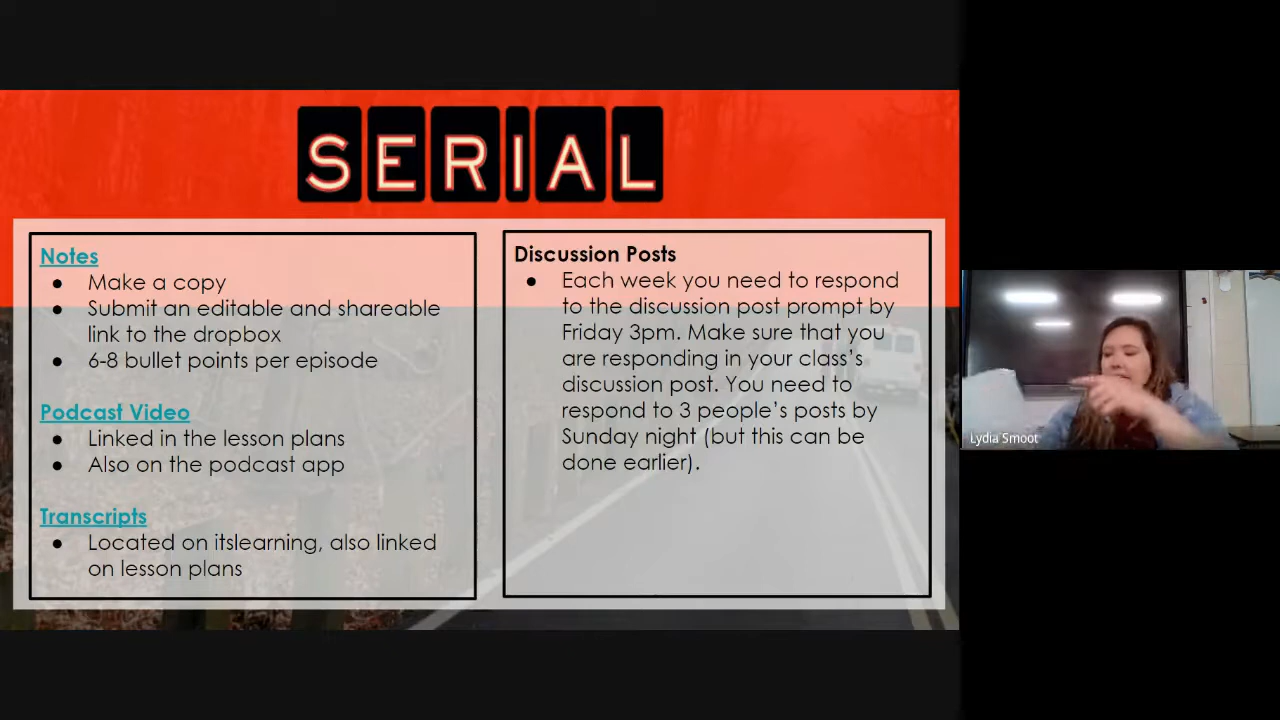 SERIAL
Notes
● Make a copy
● Submit an editable and shareable
link to the dropbox
● 6-8 bullet points per episode
Podcast Video
● Linked in the lesson plans
● Also on the podcast app
Transcripts
● Located on itslearning, also linked
on lesson plans
Discussion Posts
● Each week you need to respond
to the discussion post prompt by
Friday 3pm. Make sure that you
are responding in your class's
discussion post. You need to
respond to 3 people's posts by
Sunday night (but this can be
done earlier).
Lydia Smoot